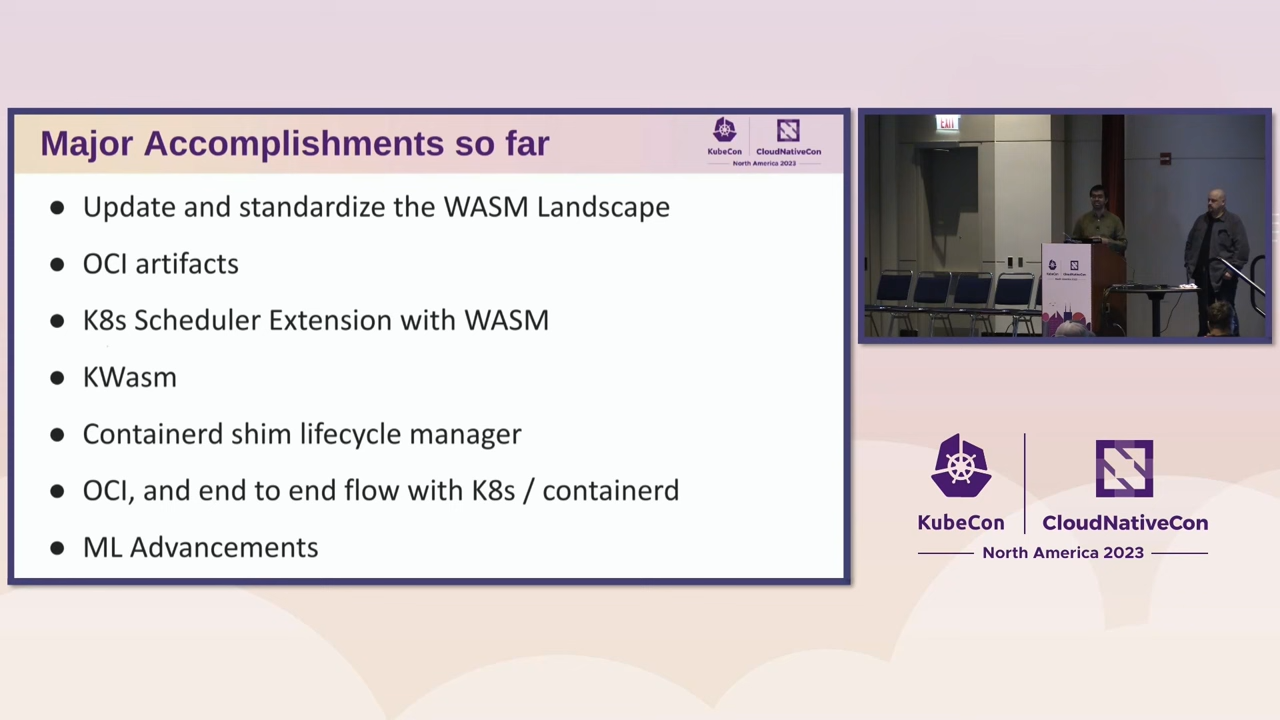 Major Accomplishments so far
KubeCon
CloudNativeCon
North America 2023
Update and standardize the WASM Landscape
OCI artifacts
K8s Scheduler Extension with WASM
KWasm
Containerd shim lifecycle manager
OCI, and end to end flow with K8s / containerd
ML Advancements
EXIT
KubeCon
CloudNativeCon
North America 2023